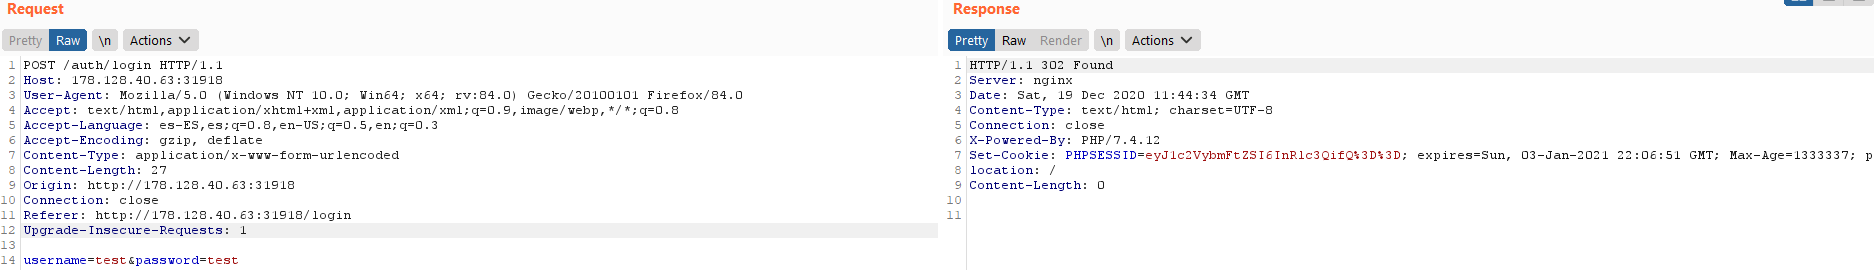 Request
Pretty Raw \n Actions
1 POST /auth/login HTTP/1.1
2 Host: 178.128.40.63:31918
3 User-Agent: Mozilla/5.0 (Windows NT 10.0; Win64; x64; rv:84.0) Gecko/20100101 Firefox/84.0
4 Accept: text/html,application/xhtml+xml,application/xml;q=0.9,image/webp,*/*;q=0.8
5 Accept-Language: es-ES,es;q=0.8,en-US;q=0.5,en;q=0.3
6 Accept-Encoding: gzip, deflate
7 Content-Type: application/x-www-form-urlencoded
8 Content-Length: 27
9 Origin: http://178.128.40.63:31918
10 Connection: close
11 Referer: http://178.128.40.63:31918/login
12 Upgrade-Insecure-Requests: 1
13
14 username=test&password=test
Response
Pretty Raw Render \n Actions
1 HTTP/1.1 302 Found
2 Server: nginx
3 Date: Sat, 19 Dec 2020 11:44:34 GMT
4 Content-Type: text/html; charset=UTF-8
5 Connection: close
6 X-Powered-By: PHP/7.4.12
7 Set-Cookie: PHPSESSID=eyJ1c2VybmFtZSI6InRlc3QifQ%3D%3D; expires=Sun, 03-Jan-2021 22:06:51 GMT; Max-Age=1333337; p
8 location: /
9 Content-Length: 0
10
11